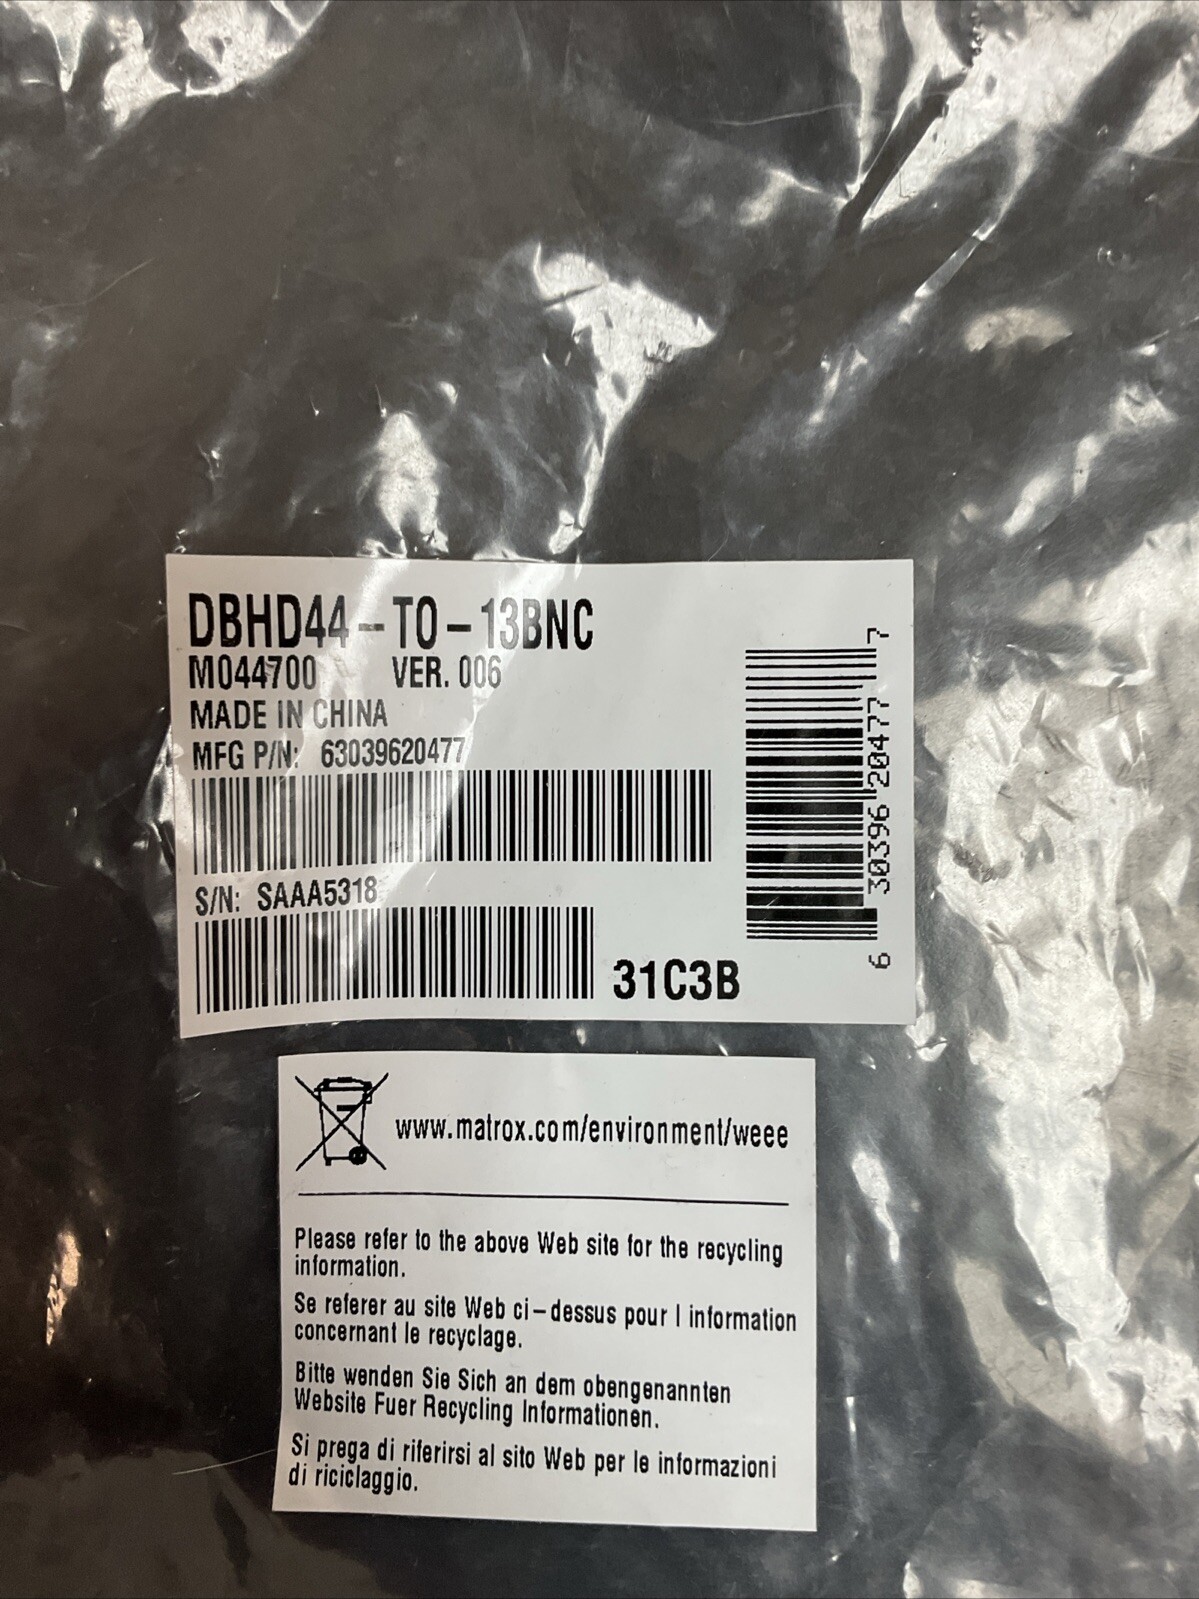 DBHD44-TO-13BNC
M044700 VER. 006
MADE IN CHINA
MFG P/N: 63039620477
S/N: SAAA5318
31C3B
6 30396 20477 7
www.matrox.com/environment/weee
Please refer to the above Web site for the recycling
information.
Se referer au site Web ci-dessus pour l information
concernant le recyclage.
Bitte wenden Sie Sich an dem obengenannten
Website Fuer Recycling Informationen.
Si prega di riferirsi al sito Web per le informazioni
di riciclaggio.